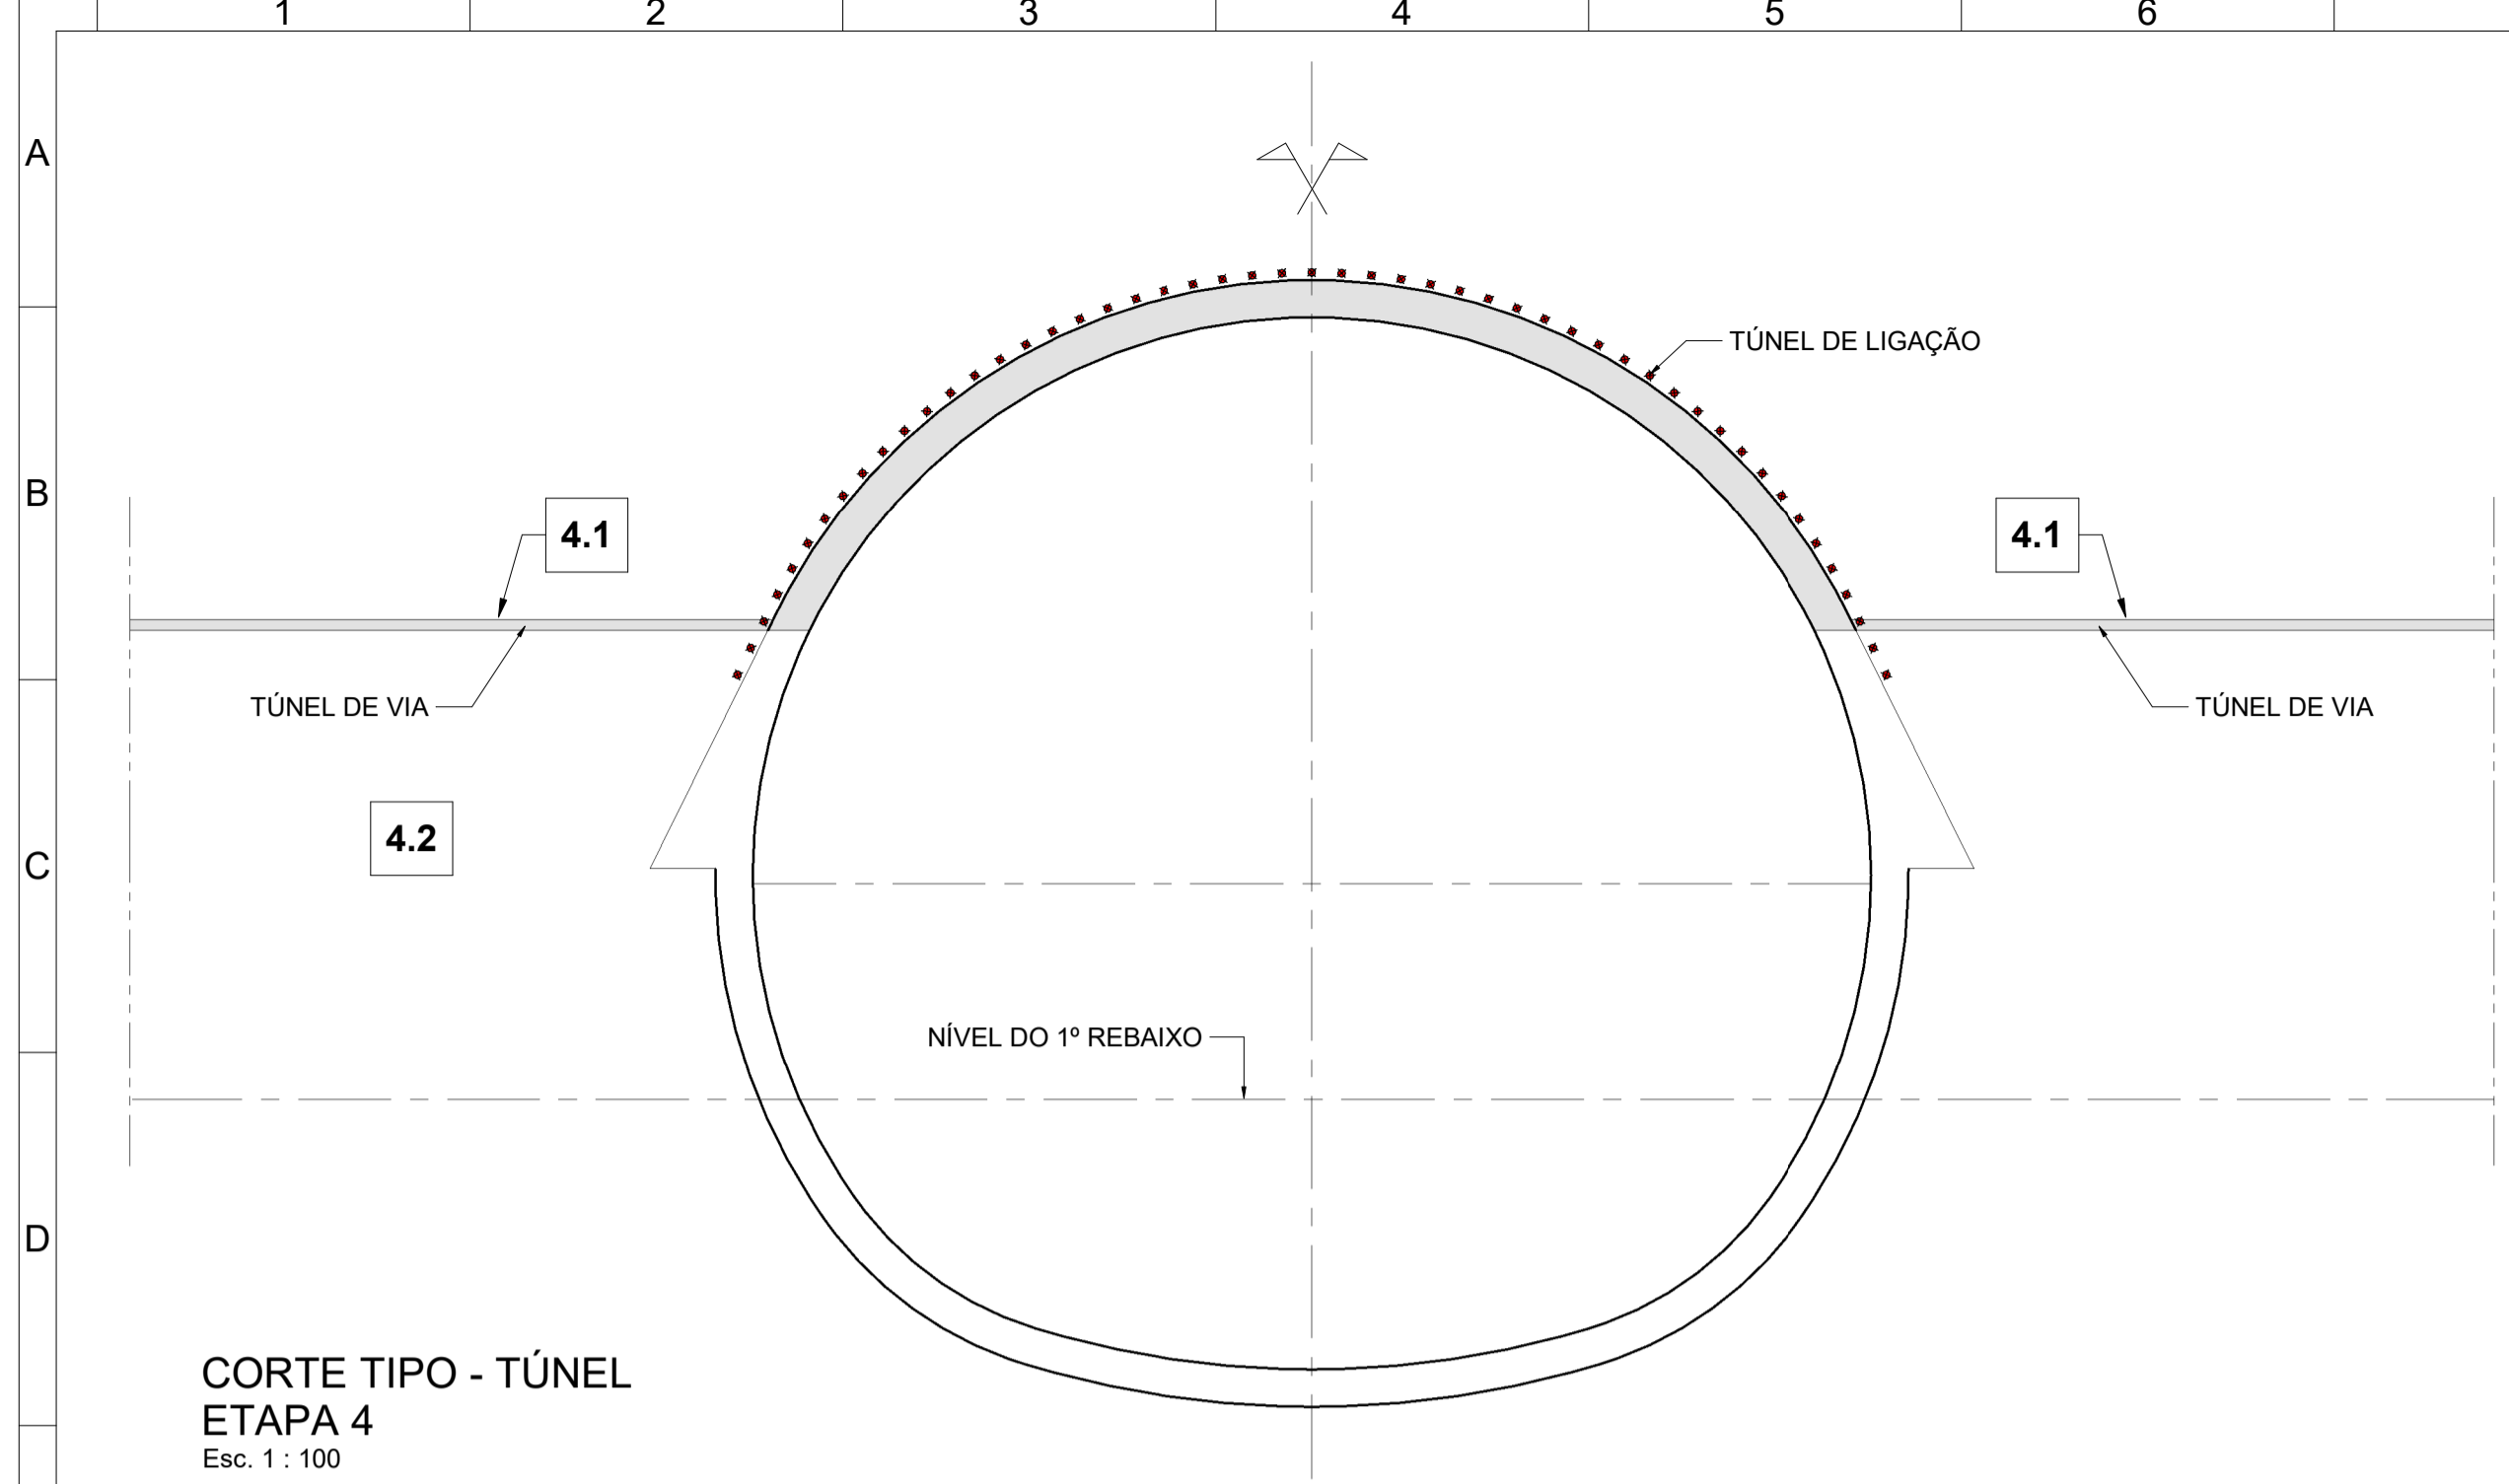 1 2 3 4 5 6
A
TÚNEL DE LIGAÇÃO
B
4.1 4.1
TÚNEL DE VIA TÚNEL DE VIA
4.2
C
NÍVEL DO 1º REBAIXO
D
CORTE TIPO - TÚNEL
ETAPA 4
Esc. 1 : 100